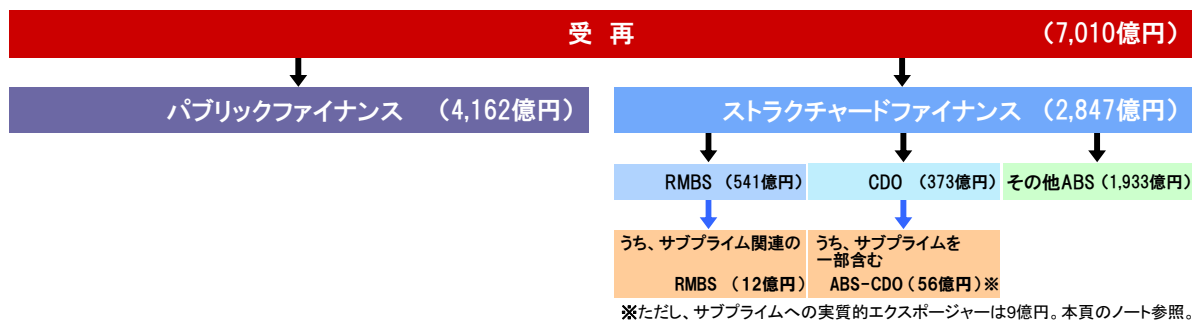 受 再 （7,010億円）
パブリックファイナンス （4,162億円） ストラクチャードファイナンス （2,847億円）
RMBS （541億円） CDO （373億円） その他ABS（1,933億円）
うち、サブプライム関連の
RMBS （12億円）
うち、サブプライムを
一部含む
ABS-CDO（56億円）※
※ただし、サブプライムへの実質的エクスポージャーは9億円。本頁のノート参照。